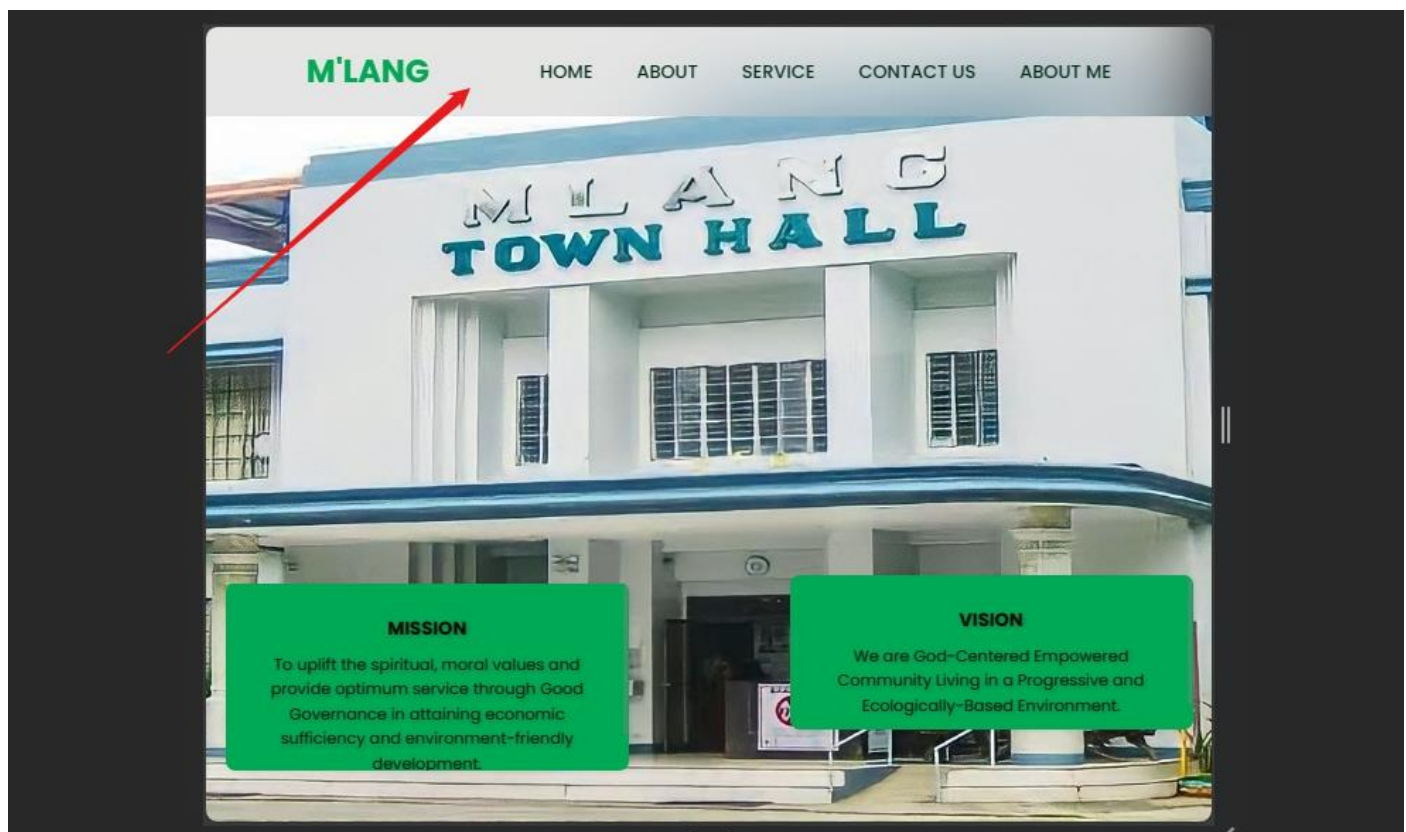 M'LANG
HOME ABOUT SERVICE CONTACT US ABOUT ME
MLANG
TOWN HALL
MISSION
To uplift the spiritual, moral values and
provide optimum service through Good
Governance in attaining economic
sufficiency and environment-friendly
development.
VISION
We are God-Centered Empowered
Community Living in a Progressive and
Ecologically-Based Environment.